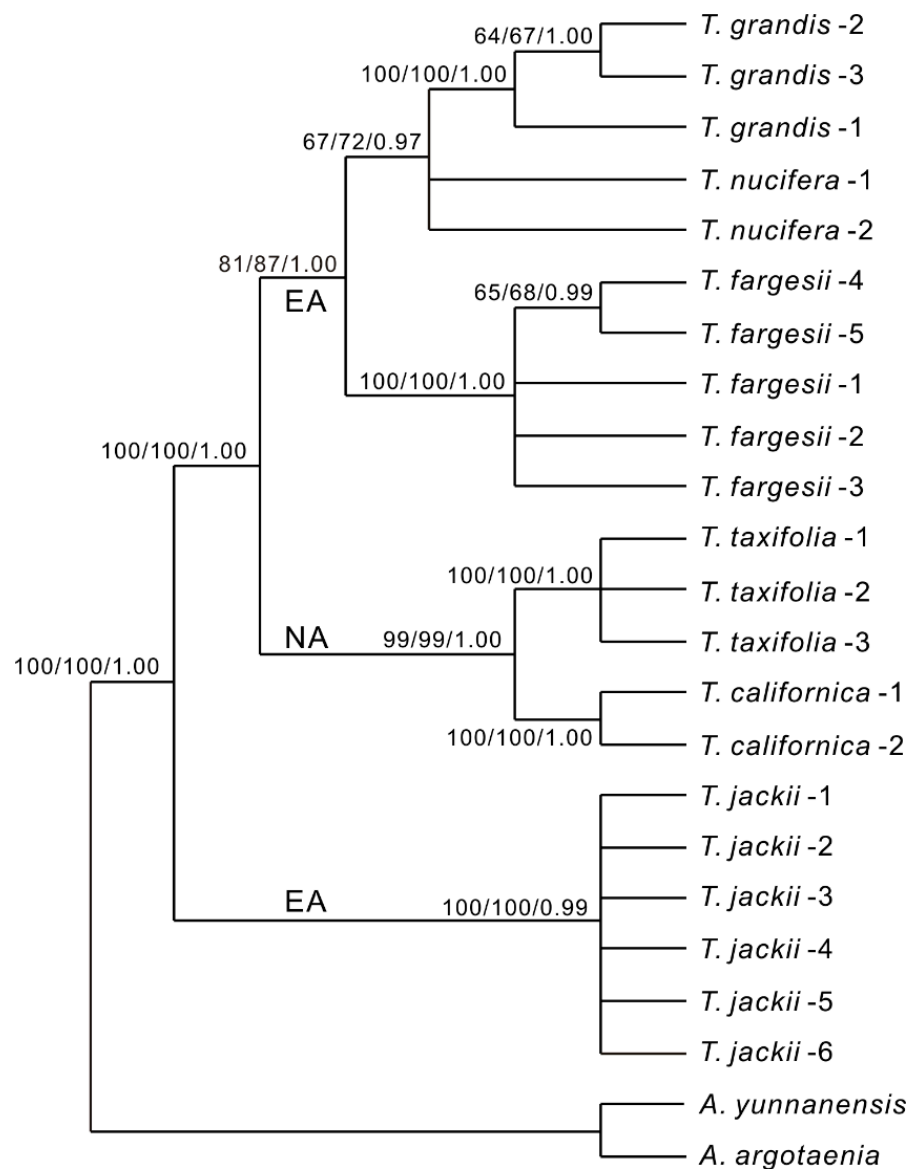 64/67/1.00
T. grandis -2
T. grandis -3
100/100/1.00
T. grandis -1
67/72/0.97
T. nucifera -1
T. nucifera -2
81/87/1.00
EA
65/68/0.99
T. fargesii -4
T. fargesii -5
100/100/1.00
T. fargesii -1
T. fargesii -2
T. fargesii -3
100/100/1.00
T. taxifolia -1
100/100/1.00
T. taxifolia -2
T. taxifolia -3
NA
99/99/1.00
T. californica -1
100/100/1.00
T. californica -2
100/100/1.00
T. jackii -1
T. jackii -2
EA
100/100/0.99
T. jackii -3
T. jackii -4
T. jackii -5
T. jackii -6
A. yunnanensis
A. argotaenia